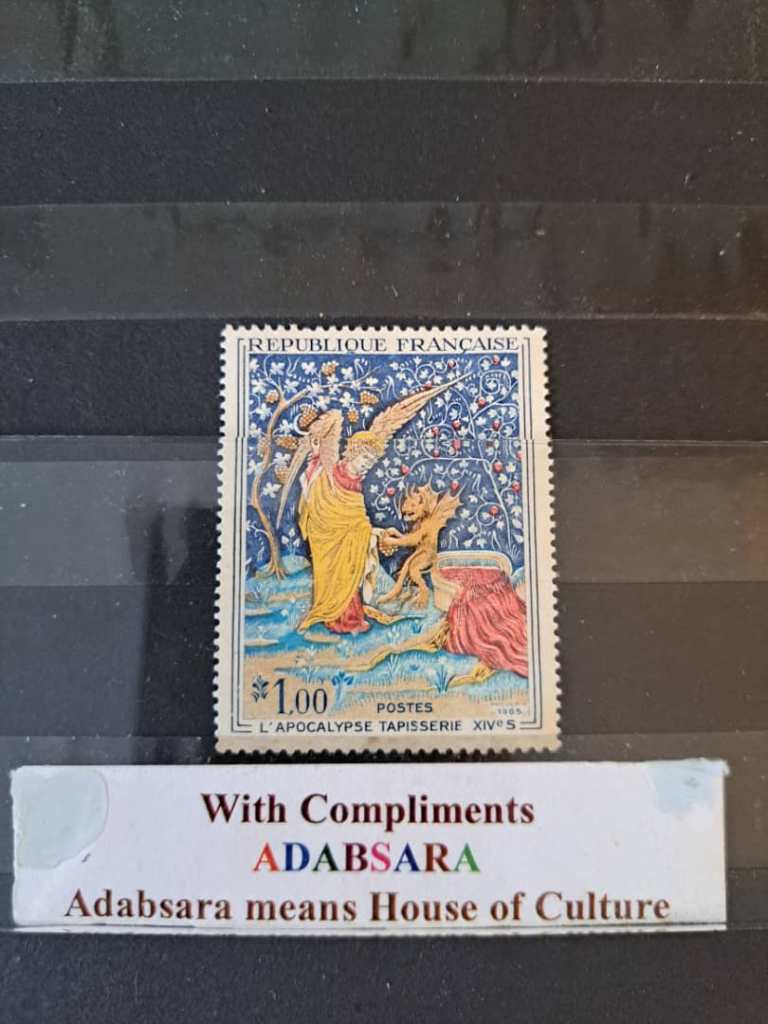 REPUBLIQUE FRANÇAISE
1,00
POSTES
1965
L'APOCALYPSE TAPISSERIE XIVe S
With Compliments
ADABSARA
Adabsara means House of Culture